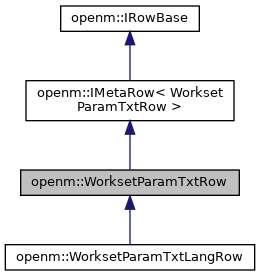 openm::IRowBase
openm::IMetaRow< Workset
ParamTxtRow >
openm::WorksetParamTxtRow
openm::WorksetParamTxtLangRow